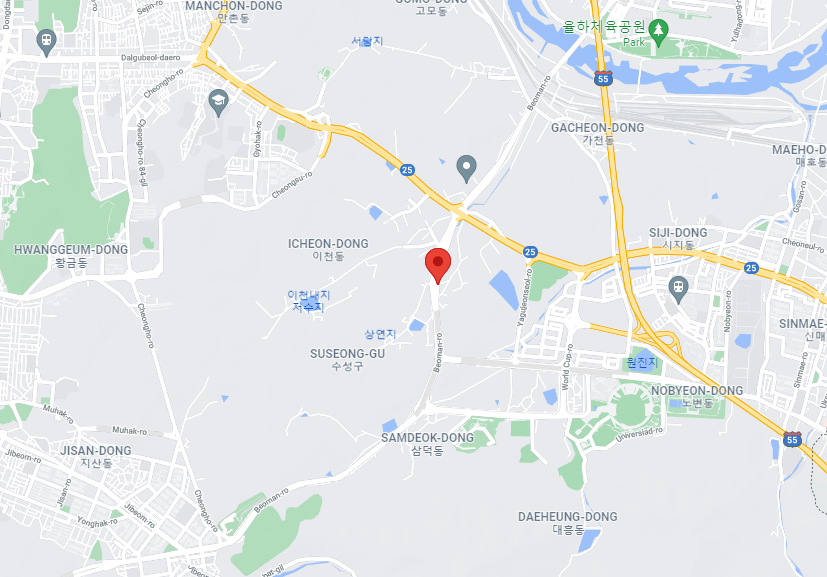 MANCHON-DONG
만촌동
GOMO-DONG
고모동
Sejin-ro
서당지
율하체육공원
Park
Yulhadong-ro
Dalgubeol-daero
Cheongho-ro
55
Beoman-ro
GACHEON-DONG
가천동
Gyohak-ro
Cheongho-ro 84-gil
25
MAEHO-D
매호동
Cheongsu-ro
Gosan-ro
HWANGGEUM-DONG
황금동
ICHEON-DONG
이천동
25
SIJI-DONG
시지동
Cheoneul-ro
25
이천내지
저수지
Yagujeonseol-ro
Nobyeon-ro
SINMAE-
신매
Cheongho-ro
상연지
SUSEONG-GU
수성구
Beoman-ro
World Cup-ro
원진지
Sinmae-ro
NOBYEON-DONG
노변동
Muhak-ro
Muhak-ro
SAMDEOK-DONG
삼덕동
Universiad-ro
55
JISAN-DONG
지산동
Jibeom-ro
Jisan-ro
Yonghak-ro
Jibeom-ro
Cheongho-ro
Beoman-ro
DAEHEUNG-DONG
대흥동